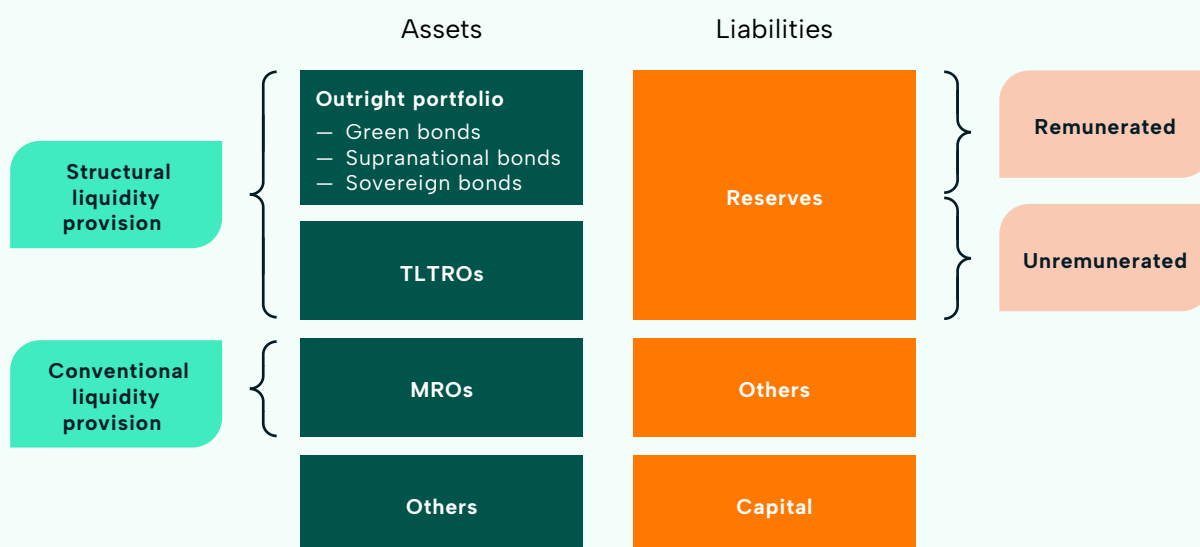 Assets
Liabilities
Outright portfolio
— Green bonds
— Supranational bonds
— Sovereign bonds
Structural
liquidity
provision
TLTROs
Reserves
Remunerated
Unremunerated
Conventional
liquidity
provision
MROs
Others
Others
Capital